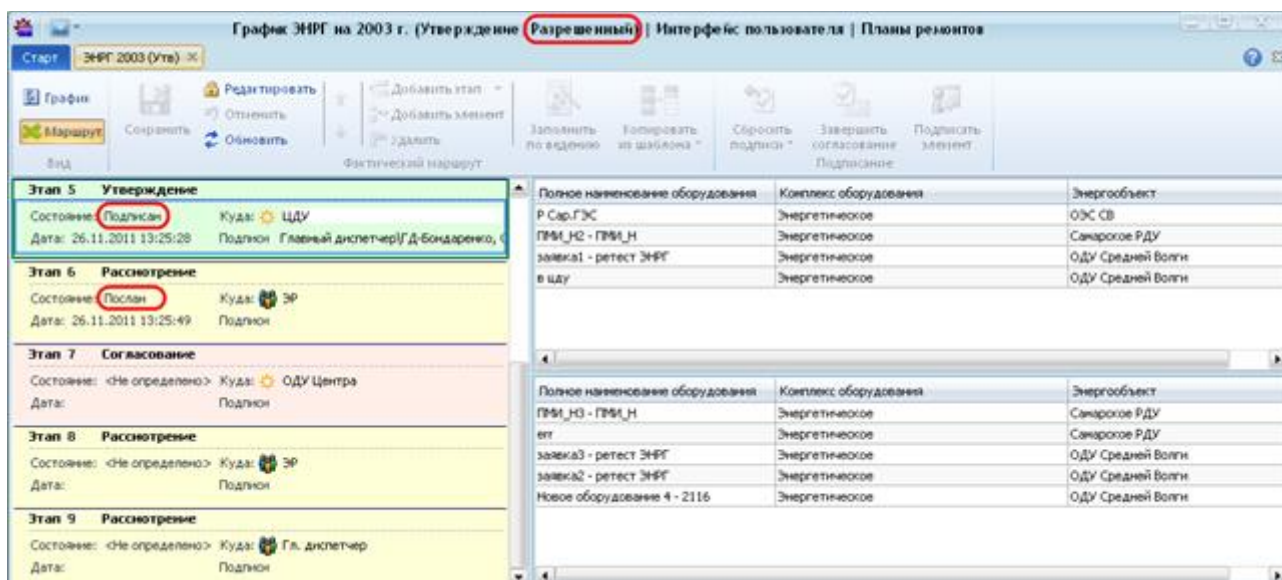 График ЭНРГ на 2003 г. (Утверждение Разрешенный) | Интерфейс пользователя | Планы ремонтов
Старт ЭНРГ 2003 (Утв)
График
Маршрут
Вид
Сохранить
Редактировать
Отменить
Обновить
Добавить этап
Добавить элемент
Удалить
Фактический маршрут
Заполнить по ведению
Копировать из шаблона
Сбросить подписи
Завершить согласование
Подписать элемент
Подписание
Этап 5 Утверждение
Состояние: Подписан Куда: ЦДУ
Дата: 26.11.2011 13:25:28 Подписи Главный диспетчер\ГД-Бондаренко,
Этап 6 Рассмотрение
Состояние: Послан Куда: ЭР
Дата: 26.11.2011 13:25:49 Подписи
Этап 7 Согласование
Состояние: <Не определено> Куда: ОДУ Центра
Дата: Подписи
Этап 8 Рассмотрение
Состояние: <Не определено> Куда: ЭР
Дата: Подписи
Этап 9 Рассмотрение
Состояние: <Не определено> Куда: Гл. диспетчер
Дата: Подписи
Полное наименование оборудования Комплекс оборудования Энергообъект
Р Сар.ГЭС Энергетическое ОЭС СВ
ПМИ_Н2 - ПМИ_Н Энергетическое Самарское РДУ
заявка1 - ретест ЭНРГ Энергетическое ОДУ Средней Волги
в цду Энергетическое ОДУ Средней Волги
Полное наименование оборудования Комплекс оборудования Энергообъект
ПМИ_Н3 - ПМИ_Н Энергетическое Самарское РДУ
err Энергетическое Самарское РДУ
заявка3 - ретест ЭНРГ Энергетическое ОДУ Средней Волги
заявка2 - ретест ЭНРГ Энергетическое ОДУ Средней Волги
Новое оборудование 4 - 2116 Энергетическое ОДУ Средней Волги